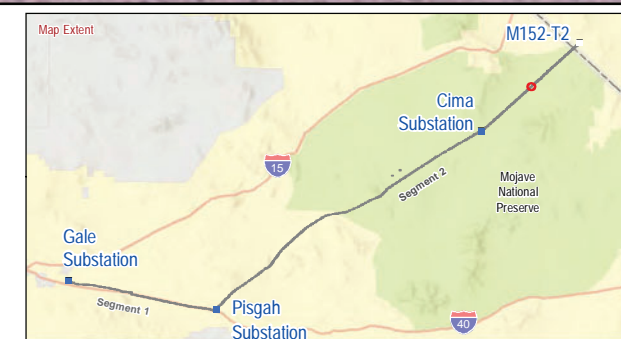 Map Extent
M152-T2
Cima
Substation
15
Segment 2
Mojave
National
Preserve
Gale
Substation
Segment 1
Pisgah
Substation
40